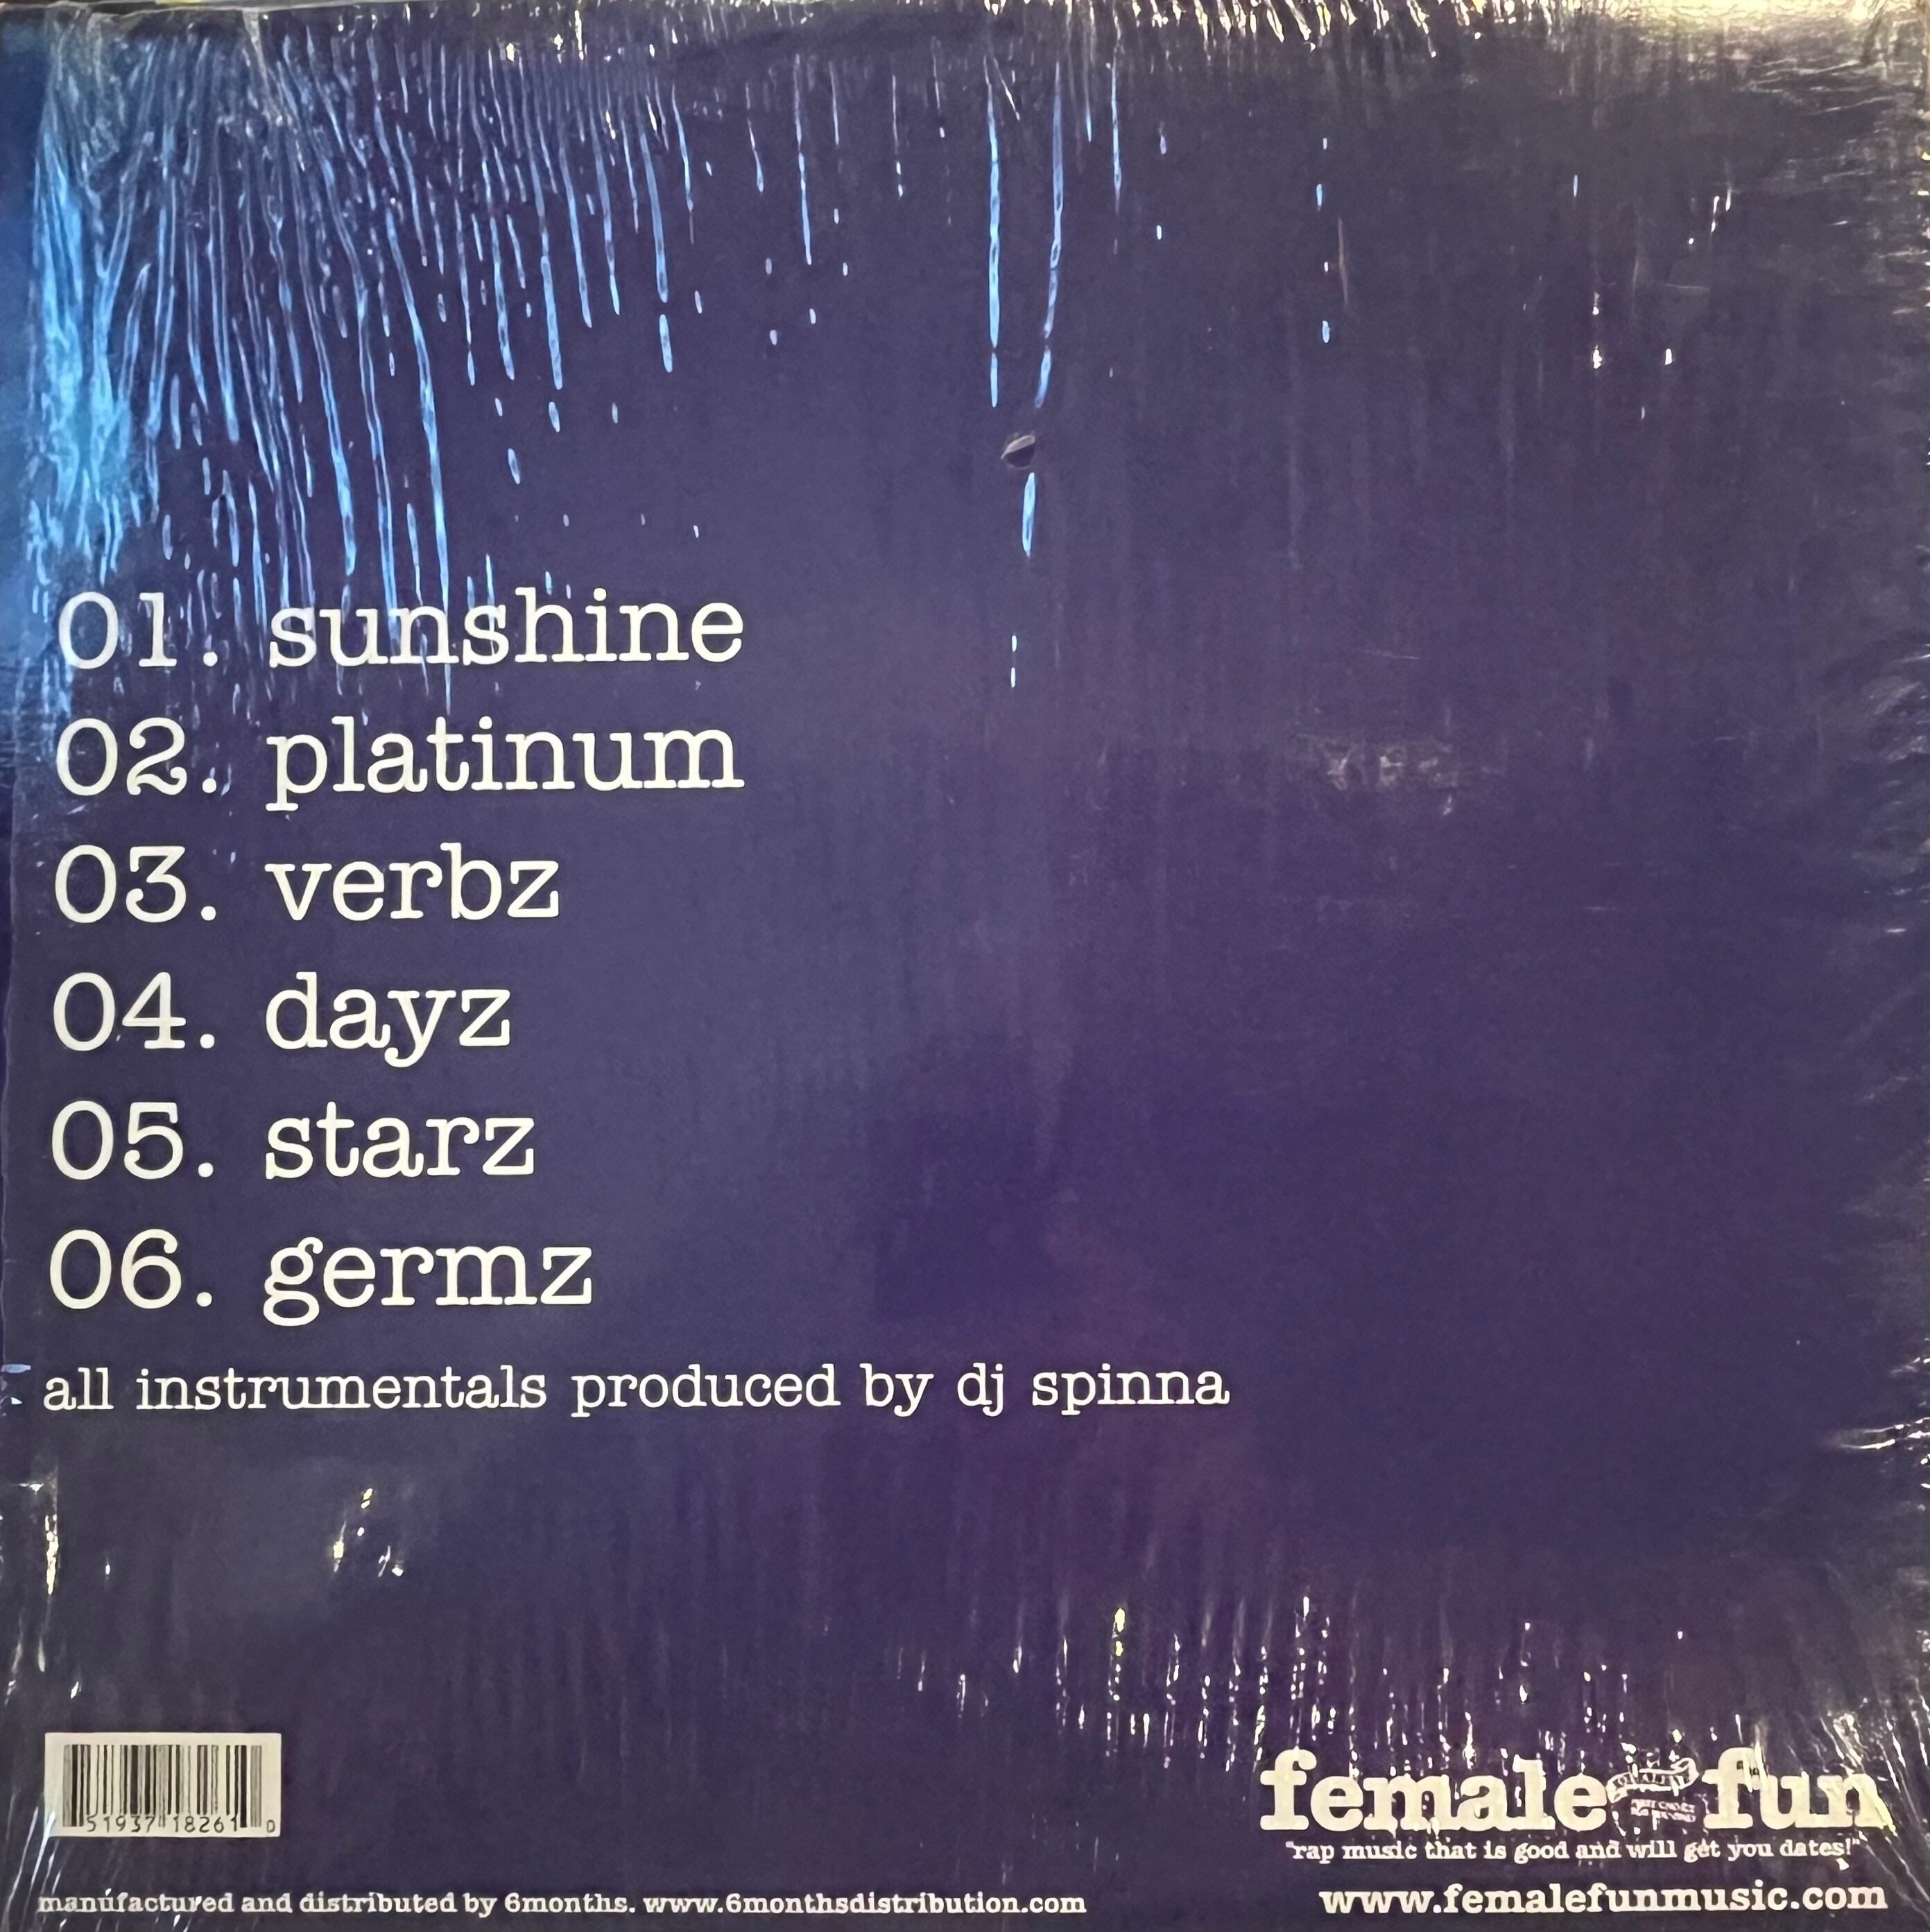 01. sunshine
02. platinum
03. verbz
04. dayz
05. starz
06. germz
all instrumentals produced by dj spinna
51937 18261 0
female fun
"rap music that is good and will get you dates!"
manufactured and distributed by 6months. www.6monthsdistribution.com
www.femalefunmusic.com